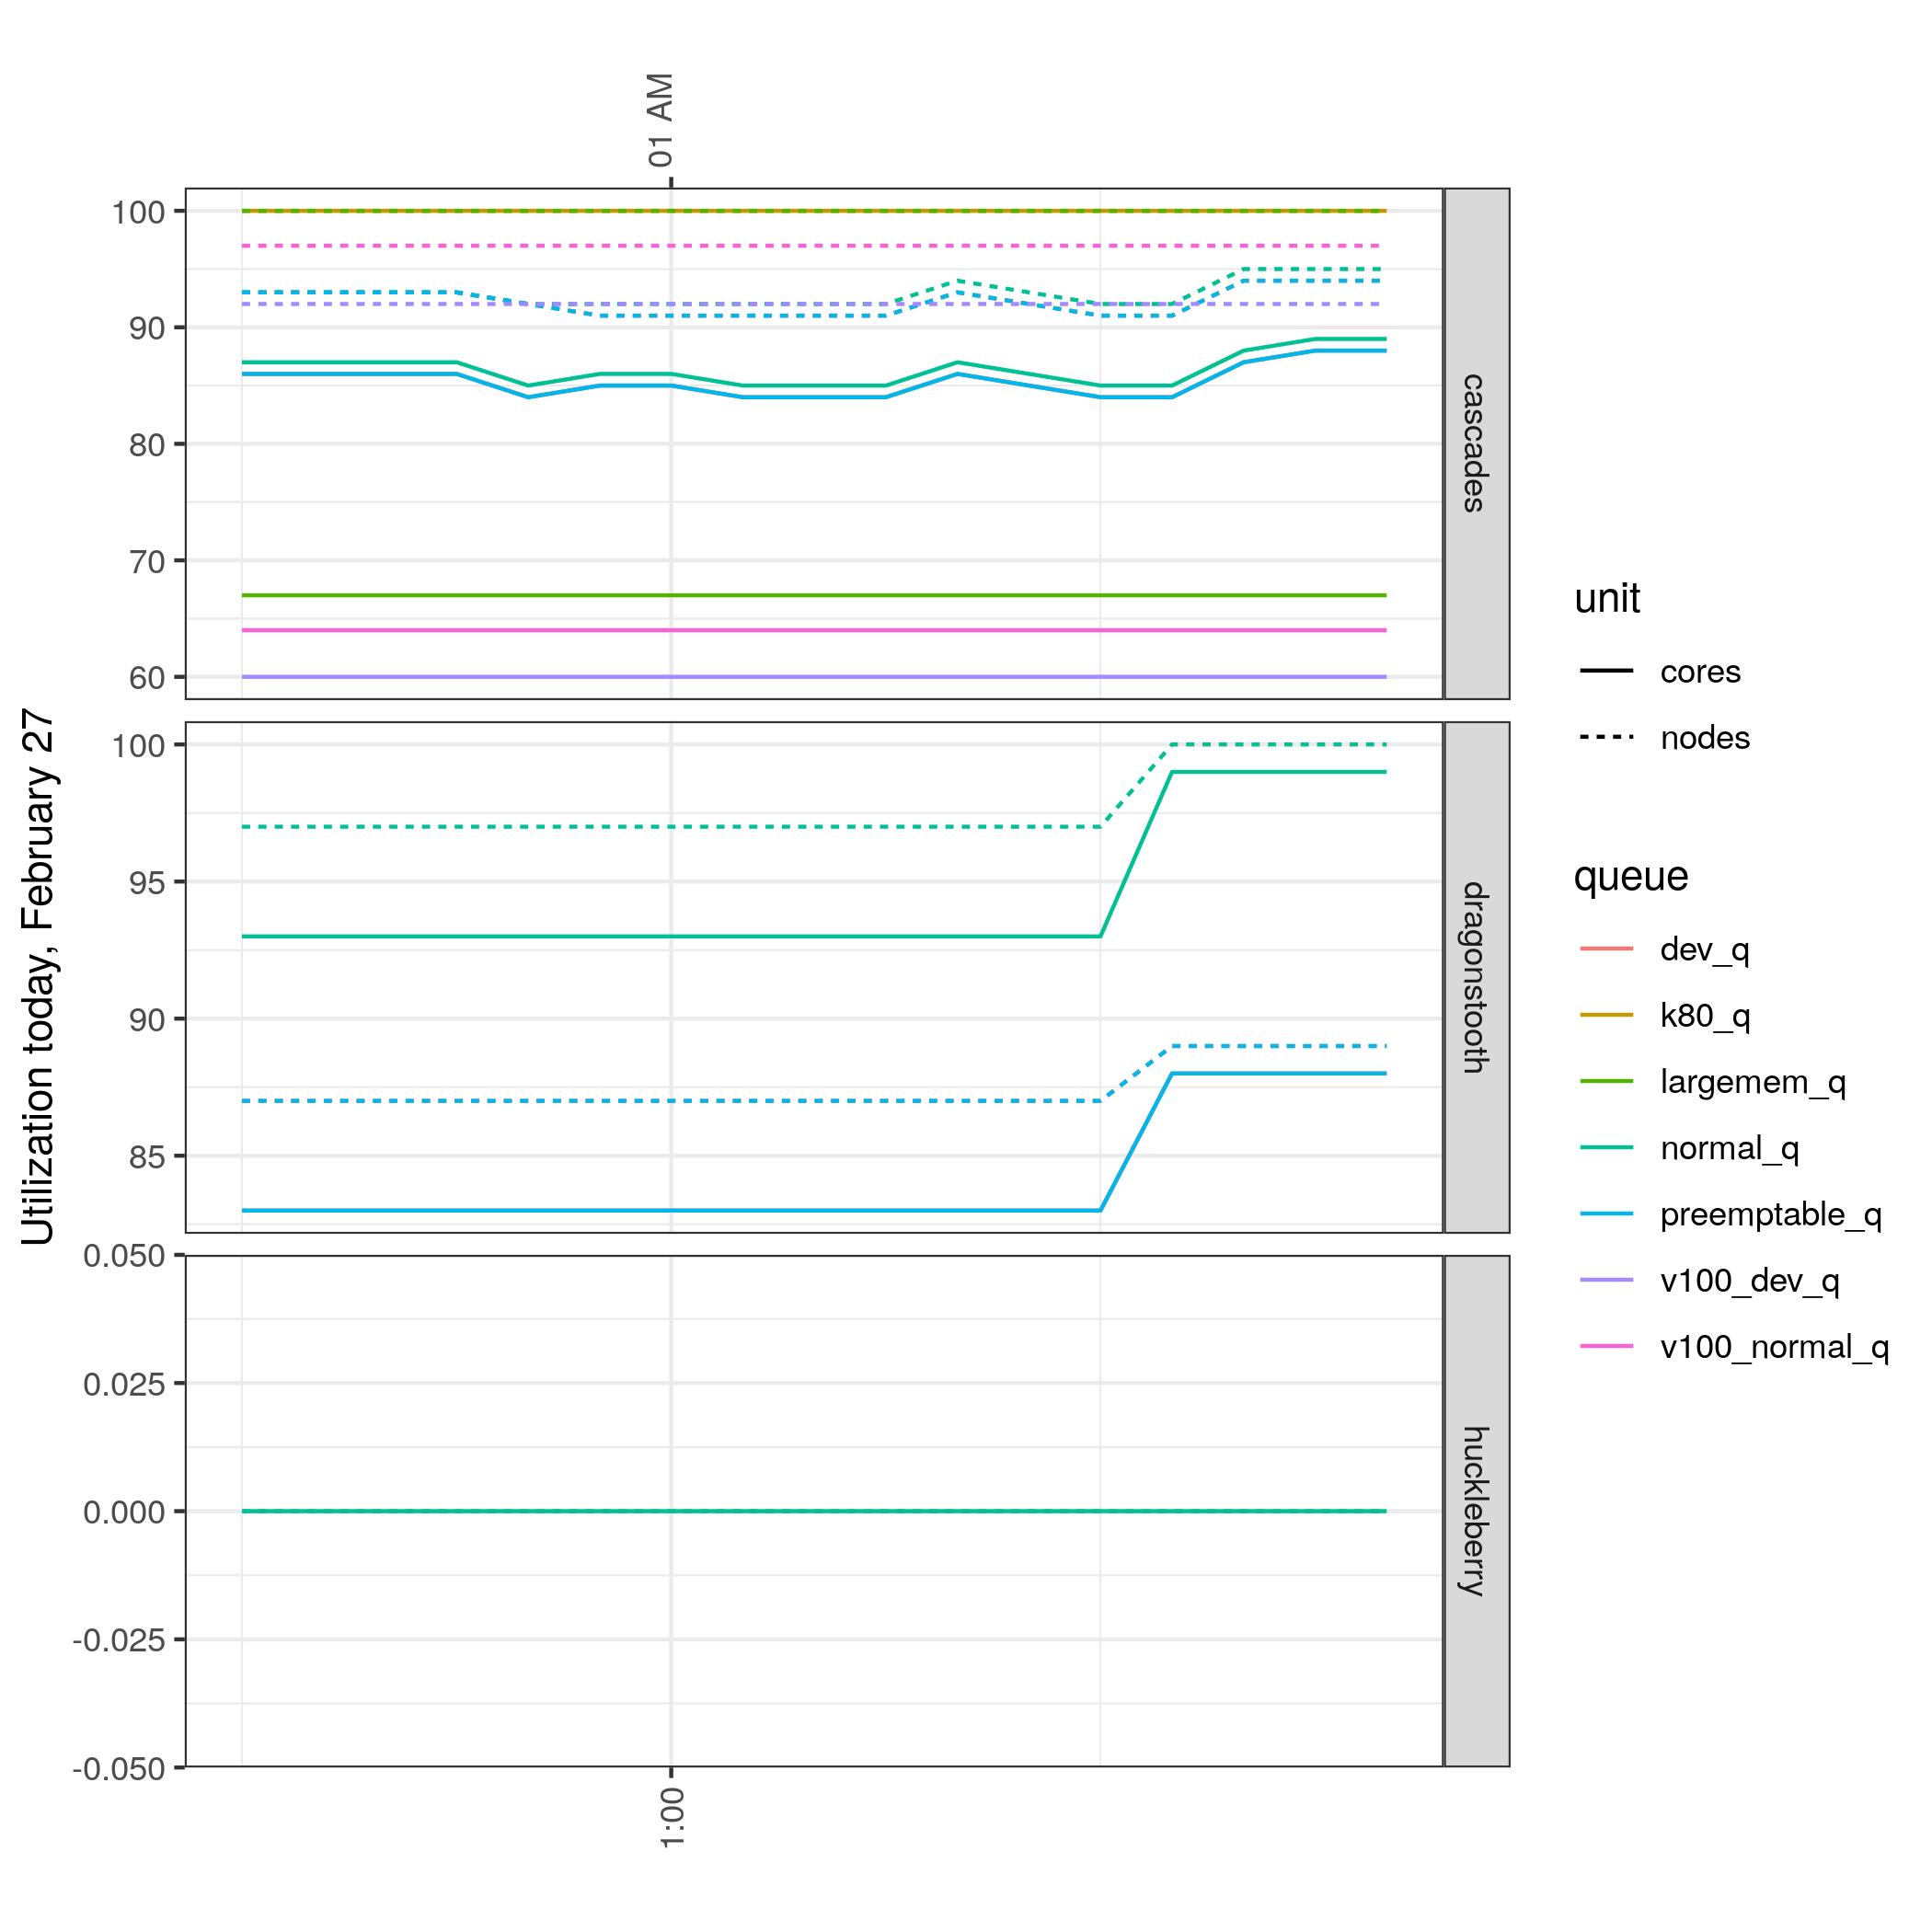 01 AM
100
90
80
70
60
cascades
100
95
90
85
dragonstooth
0.050
0.025
0.000
-0.025
-0.050
huckleberry
1:00
Utilization today, February 27
unit
cores
nodes
queue
dev_q
k80_q
largemem_q
normal_q
preemptable_q
v100_dev_q
v100_normal_q